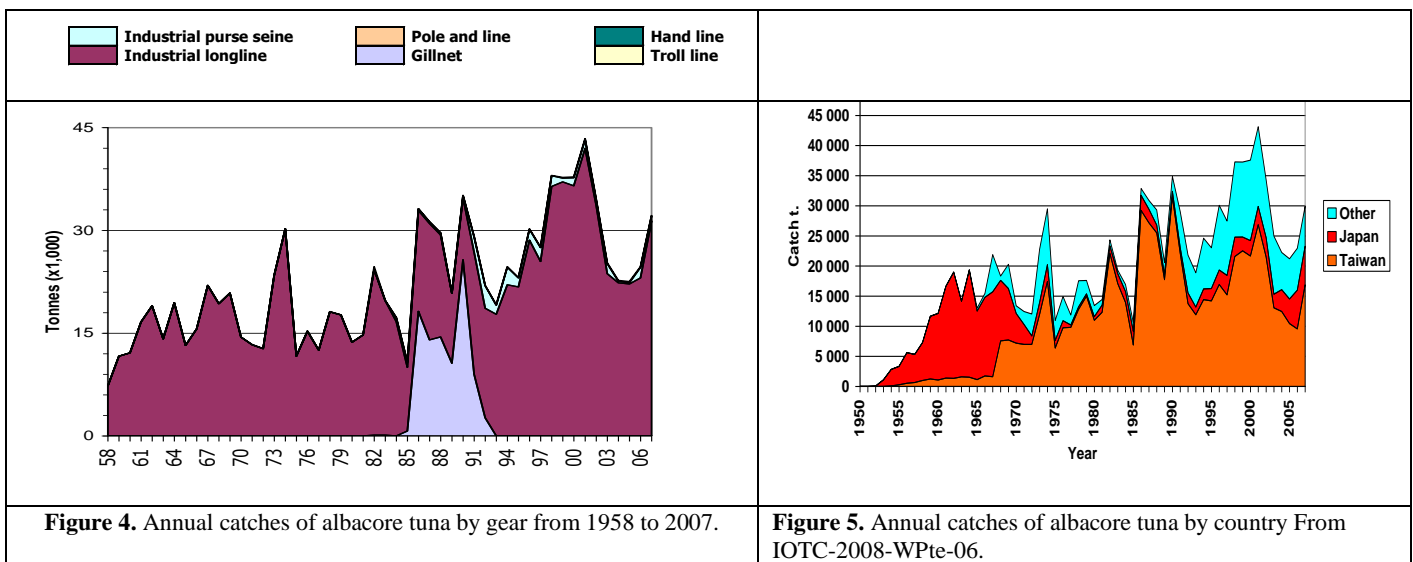 Industrial purse seine Pole and line Hand line
Industrial longline Gillnet Troll line
Tonnes (x1,000)
45
30
15
0
58 61 64 67 70 73 76 79 82 85 88 91 94 97 00 03 06
Figure 4. Annual catches of albacore tuna by gear from 1958 to 2007.
Catch t.
45 000
40 000
35 000
30 000
25 000
20 000
15 000
10 000
5 000
0
1950 1955 1960 1965 1970 1975 1980 1985 1990 1995 2000 2005
Year
Other
Japan
Taiwan
Figure 5. Annual catches of albacore tuna by country From
IOTC-2008-WPte-06.